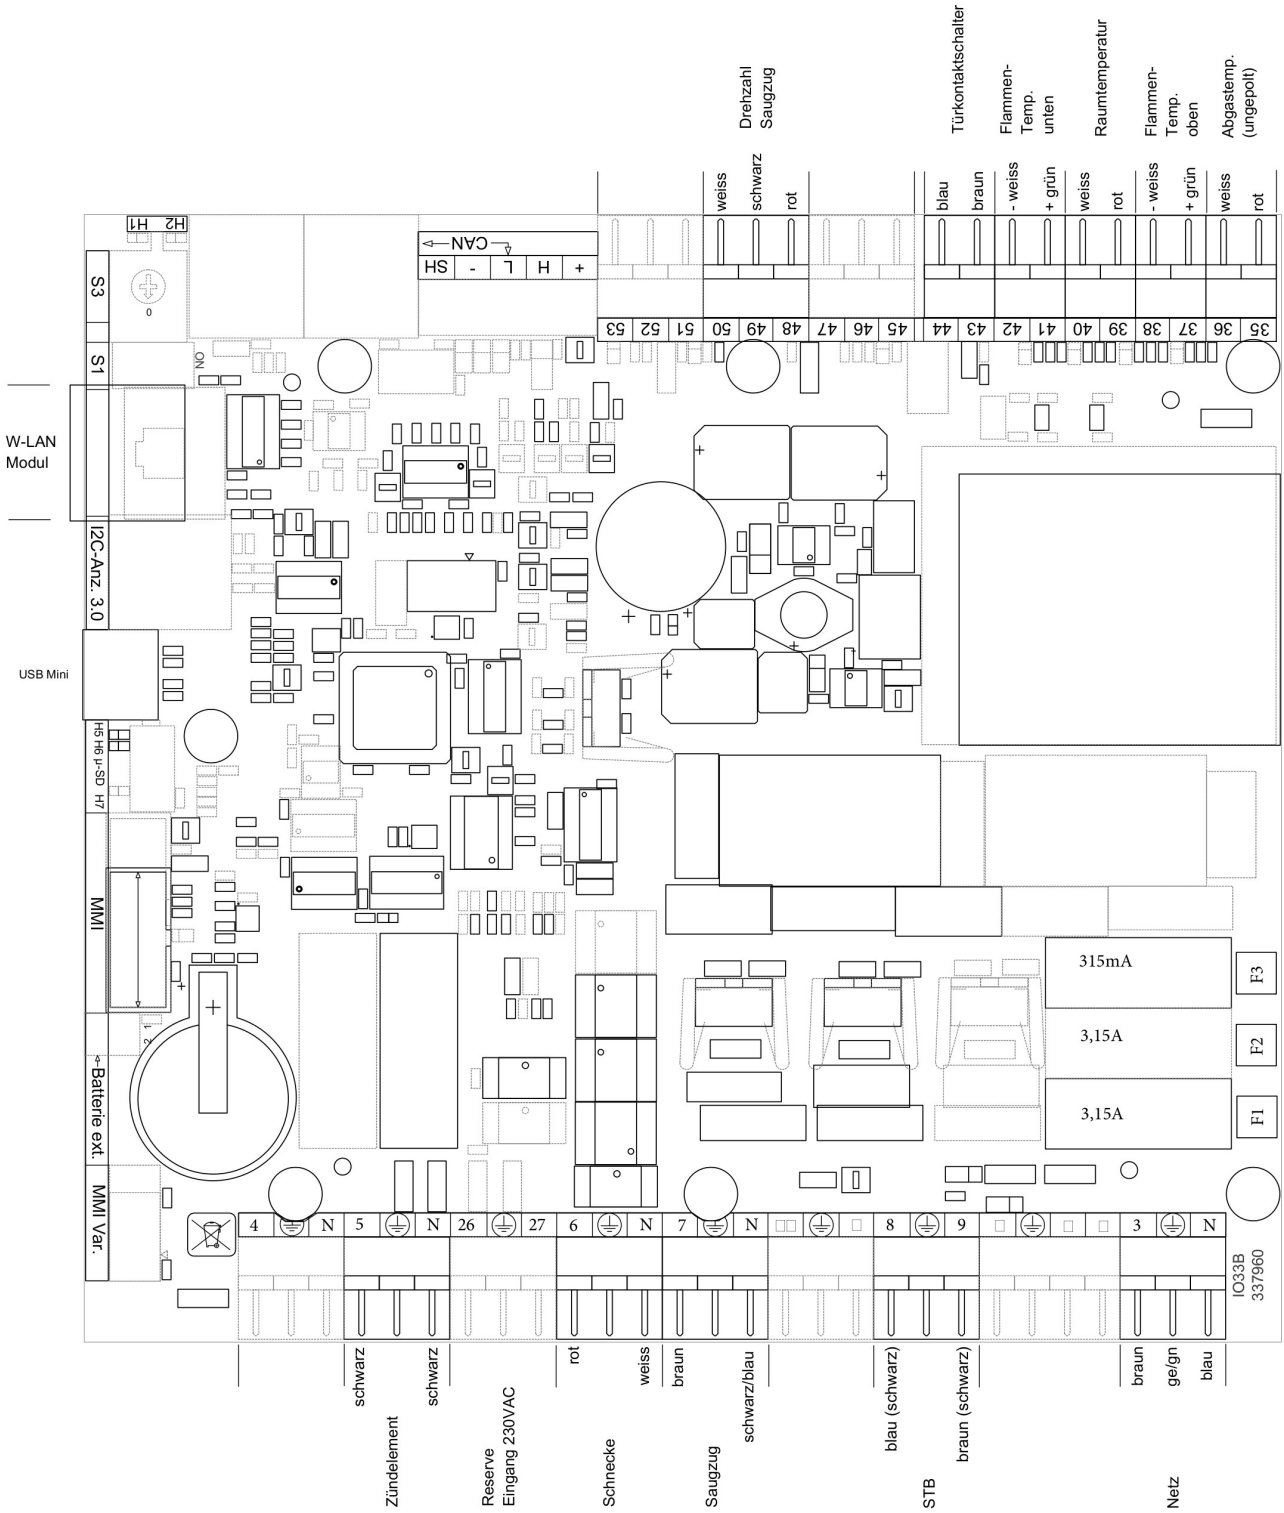 Drehzahl
Saugzug
Türkontaktschalter
Flammen-
Temp.
unten
Raumtemperatur
Flammen-
Temp.
oben
Abgastemp.
(ungepolt)
weiss
schwarz
rot
blau
braun
- weiss
+ grün
weiss
rot
- weiss
+ grün
weiss
rot
H1
H2
CAN
SH
-
L
H
+
53
52
51
50
49
48
47
46
45
44
43
42
41
40
39
38
37
36
35
S3
0
S1
ON
W-LAN
Modul
I2C-Anz. 3.0
USB Mini
H5 H6 µ-SD H7
MMI
2 1
←Batterie ext.
MMI Var.
+
+
+
+
+
+
+
+
315mA
F3
3,15A
F2
3,15A
F1
4
N
5
N
26
27
6
N
7
N
8
9
3
N
IO33B
337960
schwarz
schwarz
rot
weiss
braun
schwarz/blau
blau (schwarz)
braun (schwarz)
braun
ge/gn
blau
Zündelement
Reserve
Eingang 230VAC
Schnecke
Saugzug
STB
Netz